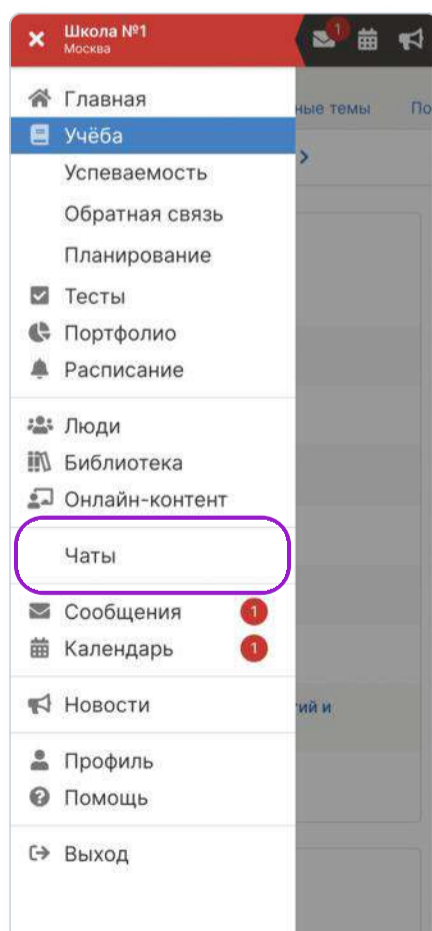 Школа №1
Москва
1
Главная
ные темы По
Учёба
Успеваемость
Обратная связь
Планирование
Тесты
Портфолио
Расписание
Люди
Библиотека
Онлайн-контент
Чаты
Сообщения 1
Календарь 1
Новости
гий и
Профиль
Помощь
Выход